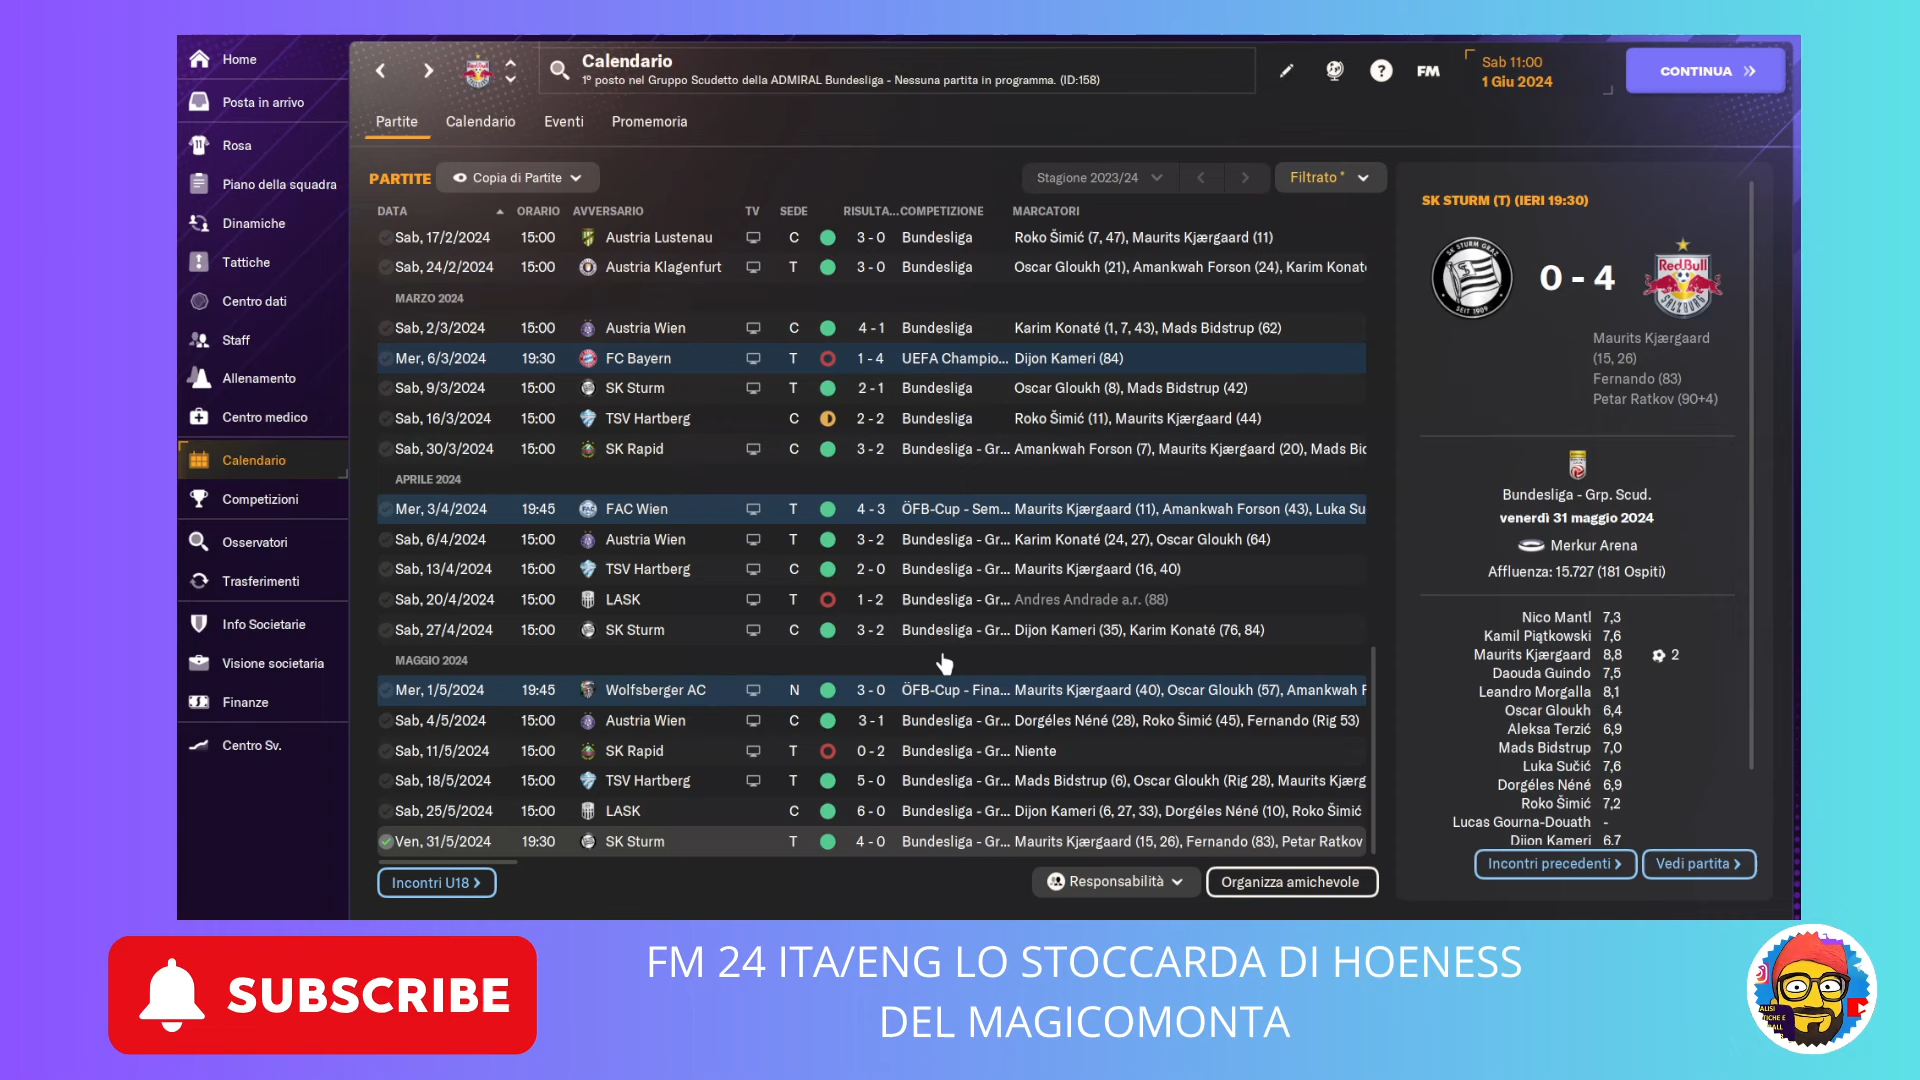 Home
Posta in arrivo
Rosa
Piano della squadra
Dinamiche
Tattiche
Centro dati
Staff
Allenamento
Centro medico
Calendario
Competizioni
Osservatori
Trasferimenti
Info Societarie
Visione societaria
Finanze
Centro Sv.
Calendario
1° posto nel Gruppo Scudetto della ADMIRAL Bundesliga - Nessuna partita in programma. (ID:158)
FM
Sab 11:00
1 Giu 2024
CONTINUA
Partite Calendario Eventi Promemoria
PARTITE Copia di Partite Stagione 2023/24 Filtrato *
DATA ORARIO AVVERSARIO TV SEDE RISULTA... COMPETIZIONE MARCATORI
Sab, 17/2/2024 15:00 Austria Lustenau C 3 - 0 Bundesliga Roko Šimić (7, 47), Maurits Kjærgaard (11)
Sab, 24/2/2024 15:00 Austria Klagenfurt T 3 - 0 Bundesliga Oscar Gloukh (21), Amankwah Forson (24), Karim Konaté
MARZO 2024
Sab, 2/3/2024 15:00 Austria Wien C 4 - 1 Bundesliga Karim Konaté (1, 7, 43), Mads Bidstrup (62)
Mer, 6/3/2024 19:30 FC Bayern T 1 - 4 UEFA Champio... Dijon Kameri (84)
Sab, 9/3/2024 15:00 SK Sturm T 2 - 1 Bundesliga Oscar Gloukh (8), Mads Bidstrup (42)
Sab, 16/3/2024 15:00 TSV Hartberg C 2 - 2 Bundesliga Roko Šimić (11), Maurits Kjærgaard (44)
Sab, 30/3/2024 15:00 SK Rapid C 3 - 2 Bundesliga - Gr... Amankwah Forson (7), Maurits Kjærgaard (20), Mads Bid
APRILE 2024
Mer, 3/4/2024 19:45 FAC Wien T 4 - 3 ÖFB-Cup - Sem... Maurits Kjærgaard (11), Amankwah Forson (43), Luka Su
Sab, 6/4/2024 15:00 Austria Wien T 3 - 2 Bundesliga - Gr... Karim Konaté (24, 27), Oscar Gloukh (64)
Sab, 13/4/2024 15:00 TSV Hartberg C 2 - 0 Bundesliga - Gr... Maurits Kjærgaard (16, 40)
Sab, 20/4/2024 15:00 LASK T 1 - 2 Bundesliga - Gr... Andres Andrade a.r. (88)
Sab, 27/4/2024 15:00 SK Sturm C 3 - 2 Bundesliga - Gr... Dijon Kameri (35), Karim Konaté (76, 84)
MAGGIO 2024
Mer, 1/5/2024 19:45 Wolfsberger AC N 3 - 0 ÖFB-Cup - Fina... Maurits Kjærgaard (40), Oscar Gloukh (57), Amankwah F
Sab, 4/5/2024 15:00 Austria Wien C 3 - 1 Bundesliga - Gr... Dorgéles Néné (28), Roko Šimić (45), Fernando (Rig 53)
Sab, 11/5/2024 15:00 SK Rapid T 0 - 2 Bundesliga - Gr... Niente
Sab, 18/5/2024 15:00 TSV Hartberg T 5 - 0 Bundesliga - Gr... Mads Bidstrup (6), Oscar Gloukh (Rig 28), Maurits Kjærg
Sab, 25/5/2024 15:00 LASK C 6 - 0 Bundesliga - Gr... Dijon Kameri (6, 27, 33), Dorgéles Néné (10), Roko Šimić
Ven, 31/5/2024 19:30 SK Sturm T 4 - 0 Bundesliga - Gr... Maurits Kjærgaard (15, 26), Fernando (83), Petar Ratkov
Incontri U18 Responsabilità Organizza amichevole
SK STURM (T) (IERI 19:30)
SK STURM GRAZ
SEIT 1909
0 - 4
Red Bull
SALZBURG
Maurits Kjærgaard
(15, 26)
Fernando (83)
Petar Ratkov (90+4)
Bundesliga - Grp. Scud.
venerdì 31 maggio 2024
Merkur Arena
Affluenza: 15.727 (181 Ospiti)
Nico Mantl 7,3
Kamil Piątkowski 7,6
Maurits Kjærgaard 8,8 2
Daouda Guindo 7,5
Leandro Morgalla 8,1
Oscar Gloukh 6,4
Aleksa Terzić 6,9
Mads Bidstrup 7,0
Luka Sučić 7,6
Dorgéles Néné 6,9
Roko Šimić 7,2
Lucas Gourna-Douath -
Dijon Kameri 6,7
Incontri precedenti Vedi partita
SUBSCRIBE
FM 24 ITA/ENG LO STOCCARDA DI HOENESS
DEL MAGICOMONTA